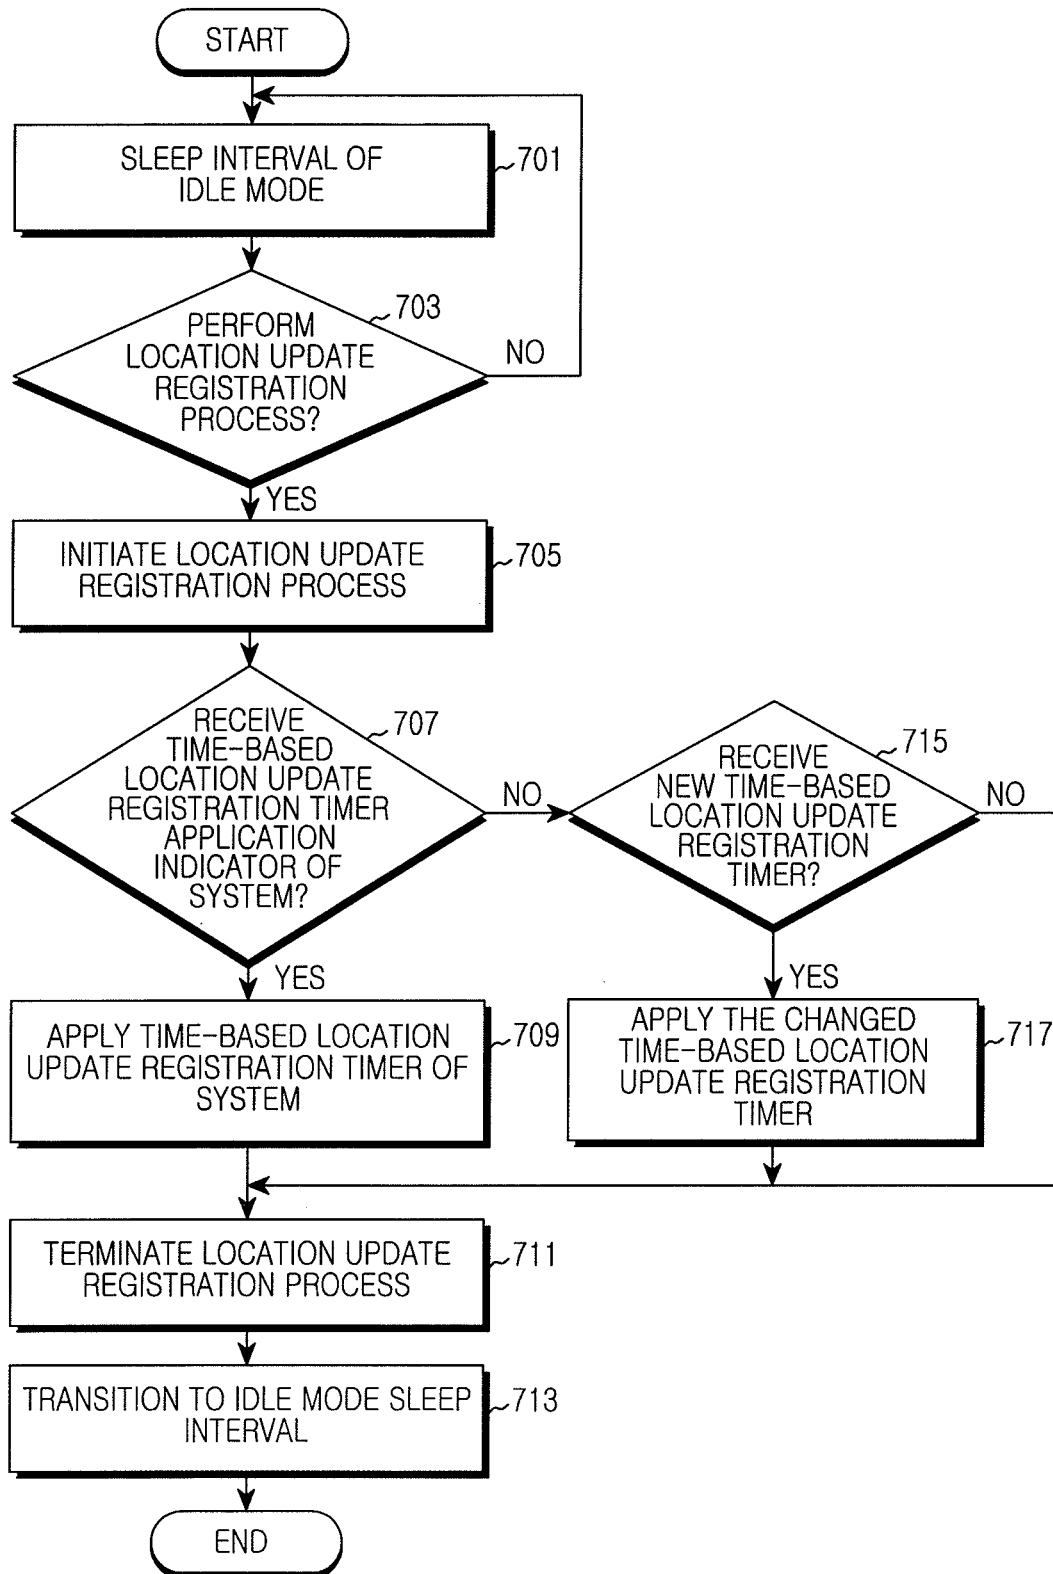 START
SLEEP INTERVAL OF
IDLE MODE
701
703
PERFORM
LOCATION UPDATE
REGISTRATION
PROCESS?
NO
YES
INITIATE LOCATION UPDATE
REGISTRATION PROCESS
705
707
RECEIVE
TIME-BASED
LOCATION UPDATE
REGISTRATION TIMER
APPLICATION
INDICATOR OF
SYSTEM?
NO
YES
715
RECEIVE
NEW TIME-BASED
LOCATION UPDATE
REGISTRATION
TIMER?
NO
YES
APPLY TIME-BASED LOCATION
UPDATE REGISTRATION TIMER OF
SYSTEM
709
APPLY THE CHANGED
TIME-BASED LOCATION
UPDATE REGISTRATION
TIMER
717
TERMINATE LOCATION UPDATE
REGISTRATION PROCESS
711
TRANSITION TO IDLE MODE SLEEP
INTERVAL
713
END